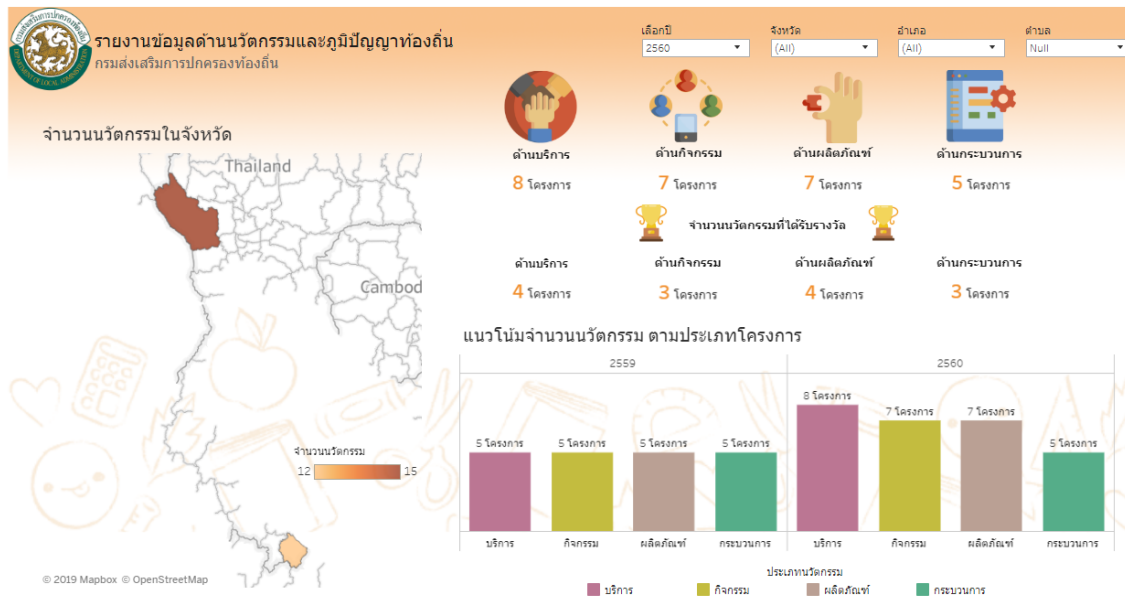 รายงานข้อมูลด้านนวัตกรรมและภูมิปัญญาท้องถิ่น
กรมส่งเสริมการปกครองท้องถิ่น
เลือกปี จังหวัด อำเภอ ตำบล
2560 (All) (All) Null
จำนวนนวัตกรรมในจังหวัด
Thailand
Cambod
จำนวนนวัตกรรม
12 15
© 2019 Mapbox © OpenStreetMap
ด้านบริการ ด้านกิจกรรม ด้านผลิตภัณฑ์ ด้านกระบวนการ
8 โครงการ 7 โครงการ 7 โครงการ 5 โครงการ
จำนวนนวัตกรรมที่ได้รับรางวัล
ด้านบริการ ด้านกิจกรรม ด้านผลิตภัณฑ์ ด้านกระบวนการ
4 โครงการ 3 โครงการ 4 โครงการ 3 โครงการ
แนวโน้มจำนวนนวัตกรรม ตามประเภทโครงการ
2559 2560
8 โครงการ
7 โครงการ 7 โครงการ
5 โครงการ 5 โครงการ 5 โครงการ 5 โครงการ 5 โครงการ
บริการ กิจกรรม ผลิตภัณฑ์ กระบวนการ บริการ กิจกรรม ผลิตภัณฑ์ กระบวนการ
ประเภทนวัตกรรม
บริการ กิจกรรม ผลิตภัณฑ์ กระบวนการ